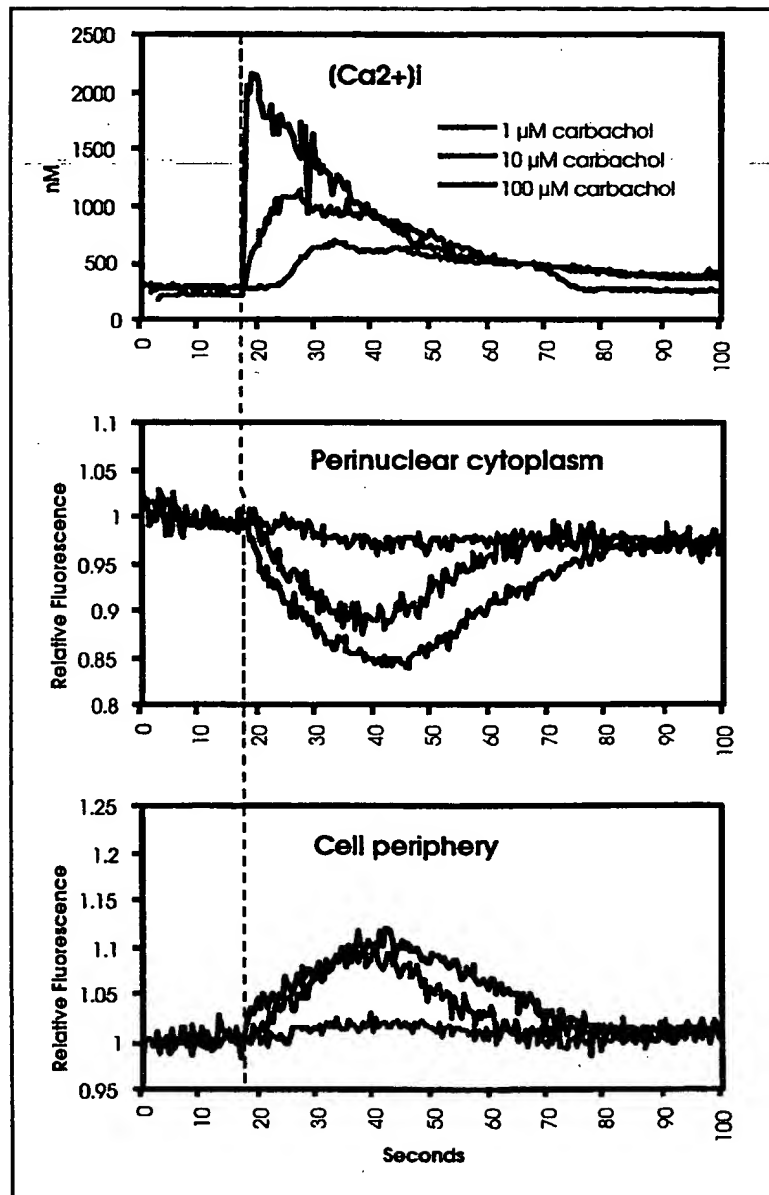 2500
2000
1500
1000
500
0
nM
(Ca2+)i
1 µM carbachol
10 µM carbachol
100 µM carbachol
0 10 20 30 40 50 60 70 80 90 100
1.1
1.05
1
0.95
0.9
0.85
0.8
Relative Fluorescence
Perinuclear cytoplasm
0 10 20 30 40 50 60 70 80 90 100
1.25
1.2
1.15
1.1
1.05
1
0.95
Relative Fluorescence
Cell periphery
0 10 20 30 40 50 60 70 80 90 100
Seconds